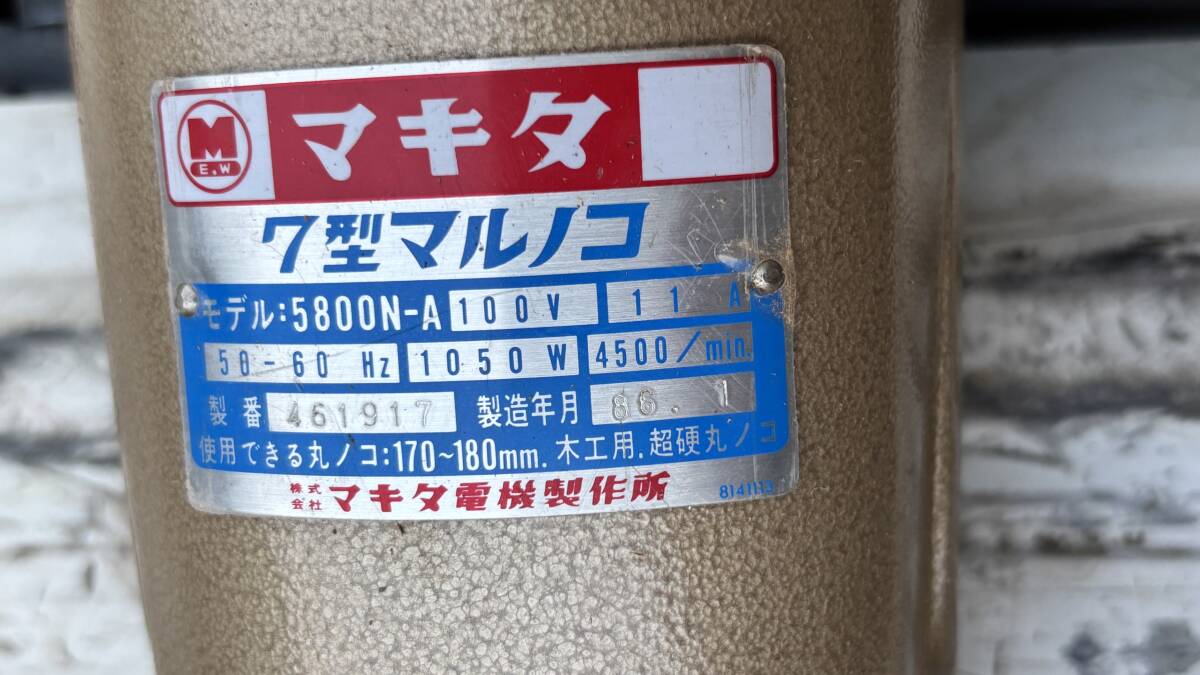 M
E.W
マキタ
7型マルノコ
モデル:5800N-A 100V 11 A
50-60 Hz 1050 W 4500/min.
製番 461917 製造年月 86. 1
使用できる丸ノコ:170~180mm. 木工用.超硬丸ノコ
株式会社 マキタ電機製作所 8141113